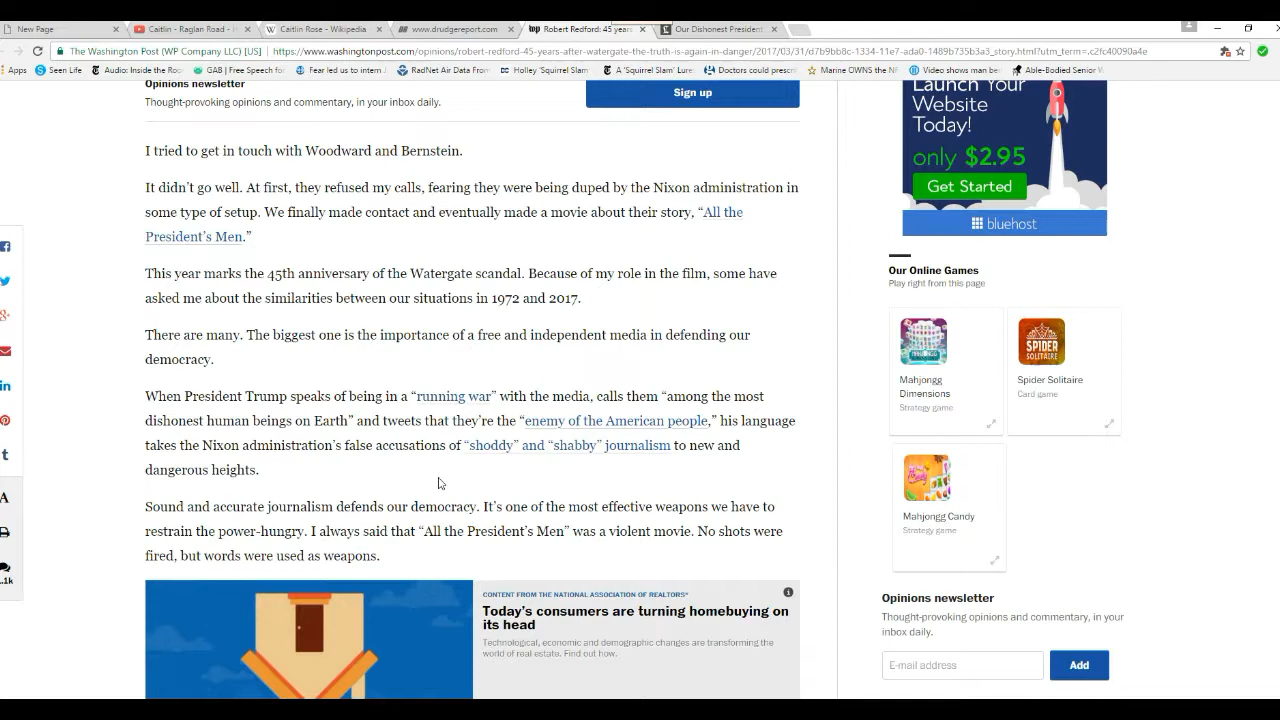 New Page
Caitlin - Raglan Road - I
Caitlin Rose - Wikipedia
www.drudgereport.com
Robert Redford: 45 years
Our Dishonest President
The Washington Post (WP Company LLC) [US]
https://www.washingtonpost.com/opinions/robert-redford-45-years-after-watergate-the-truth-is-again-in-danger/2017/03/31/d7b9bb8c-1334-11e7-ada0-1489b735b3a3_story.html?utm_term=.c2fc40090a4e
Apps
Seen Life
Audio: Inside the Ro
GAB | Free Speech fo
Fear led us to intern J
RadNet Air Data From
Holley 'Squirrel Slam'
A 'Squirrel Slam' Lure
Doctors could prescr
Marine OWNS the NF
Video shows man be
Able-Bodied Senior W
Opinions newsletter
Thought-provoking opinions and commentary, in your inbox daily.
Sign up
I tried to get in touch with Woodward and Bernstein.
It didn't go well. At first, they refused my calls, fearing they were being duped by the Nixon administration in
some type of setup. We finally made contact and eventually made a movie about their story, “All the
President's Men.”
This year marks the 45th anniversary of the Watergate scandal. Because of my role in the film, some have
asked me about the similarities between our situations in 1972 and 2017.
There are many. The biggest one is the importance of a free and independent media in defending our
democracy.
When President Trump speaks of being in a “running war” with the media, calls them “among the most
dishonest human beings on Earth” and tweets that they're the “enemy of the American people,” his language
takes the Nixon administration's false accusations of “shoddy” and “shabby” journalism to new and
dangerous heights.
Sound and accurate journalism defends our democracy. It's one of the most effective weapons we have to
restrain the power-hungry. I always said that “All the President's Men” was a violent movie. No shots were
fired, but words were used as weapons.
CONTENT FROM THE NATIONAL ASSOCIATION OF REALTORS®
Today's consumers are turning homebuying on
its head
Technological, economic and demographic changes are transforming the
world of real estate. Find out how.
Launch Your
Website
Today!
only $2.95
Get Started
bluehost
Our Online Games
Play right from this page
Mahjongg
Dimensions
Strategy game
SPIDER
SOLITAIRE
Spider Solitaire
Card game
Mahjongg Candy
Strategy game
Opinions newsletter
Thought-provoking opinions and commentary, in your
inbox daily.
E-mail address
Add
A